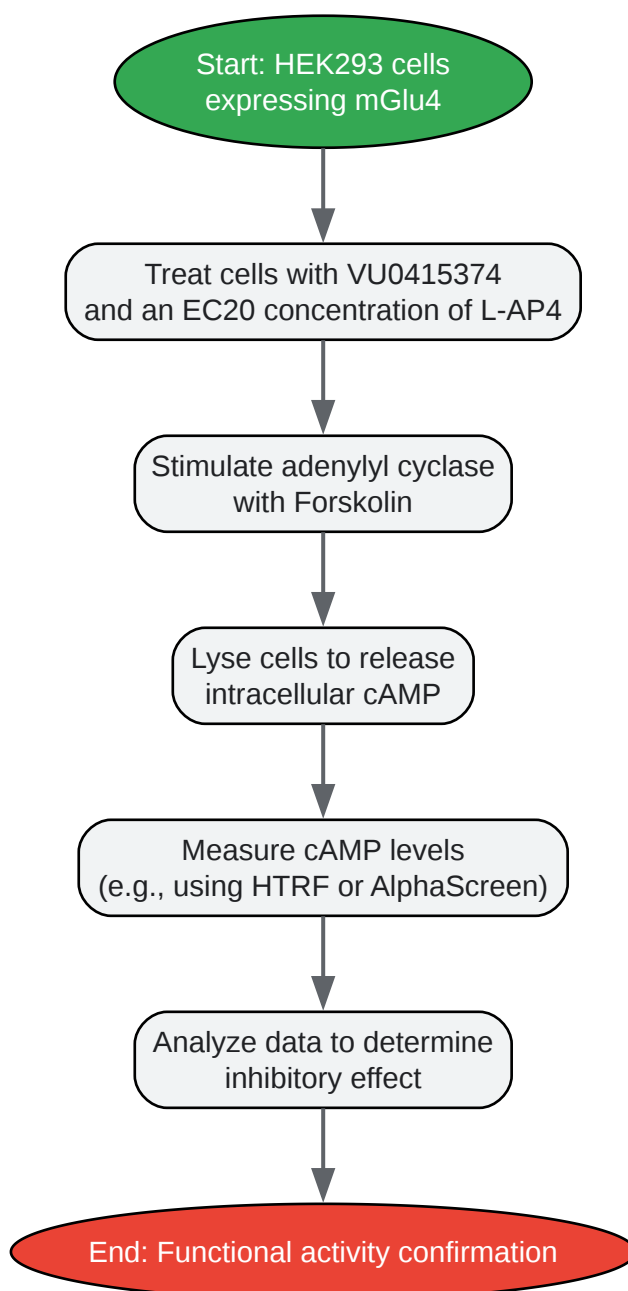 Start: HEK293 cells
expressing mGlu4
Treat cells with VU0415374
and an EC20 concentration of L-AP4
Stimulate adenylyl cyclase
with Forskolin
Lyse cells to release
intracellular cAMP
Measure cAMP levels
(e.g., using HTRF or AlphaScreen)
Analyze data to determine
inhibitory effect
End: Functional activity confirmation